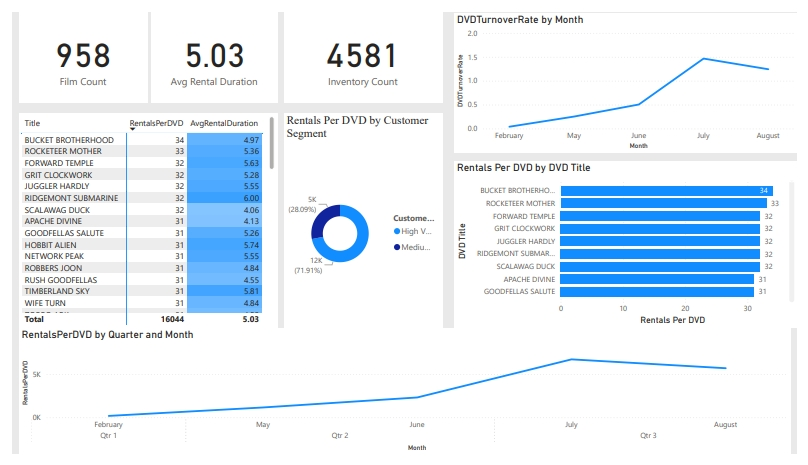 958
Film Count
5.03
Avg Rental Duration
4581
Inventory Count
DVDTurnoverRate by Month
DVDTurnoverRate
2.0
1.5
1.0
0.5
0.0
February May June July August
Month
Title RentalsPerDVD AvgRentalDuration
BUCKET BROTHERHOOD 34 4.97
ROCKETEER MOTHER 33 5.36
FORWARD TEMPLE 32 5.63
GRIT CLOCKWORK 32 5.28
JUGGLER HARDLY 32 5.55
RIDGEMONT SUBMARINE 32 6.00
SCALAWAG DUCK 32 4.06
APACHE DIVINE 31 4.13
GOODFELLAS SALUTE 31 5.26
HOBBIT ALIEN 31 5.74
NETWORK PEAK 31 5.55
ROBBERS JOON 31 4.84
RUSH GOODFELLAS 31 4.55
TIMBERLAND SKY 31 5.81
WIFE TURN 31 4.84
Total 16044 5.03
Rentals Per DVD by Customer
Segment
5K
(28.09%)
12K
(71.91%)
Custome...
High V...
Mediu...
Rentals Per DVD by DVD Title
DVD Title
BUCKET BROTHERHO... 34
ROCKETEER MOTHER 33
FORWARD TEMPLE 32
GRIT CLOCKWORK 32
JUGGLER HARDLY 32
RIDGEMONT SUBMAR... 32
SCALAWAG DUCK 32
APACHE DIVINE 31
GOODFELLAS SALUTE 31
0 10 20 30
Rentals Per DVD
RentalsPerDVD by Quarter and Month
RentalsPerDVD
5K
0K
February May June July August
Qtr 1 Qtr 2 Qtr 3
Month